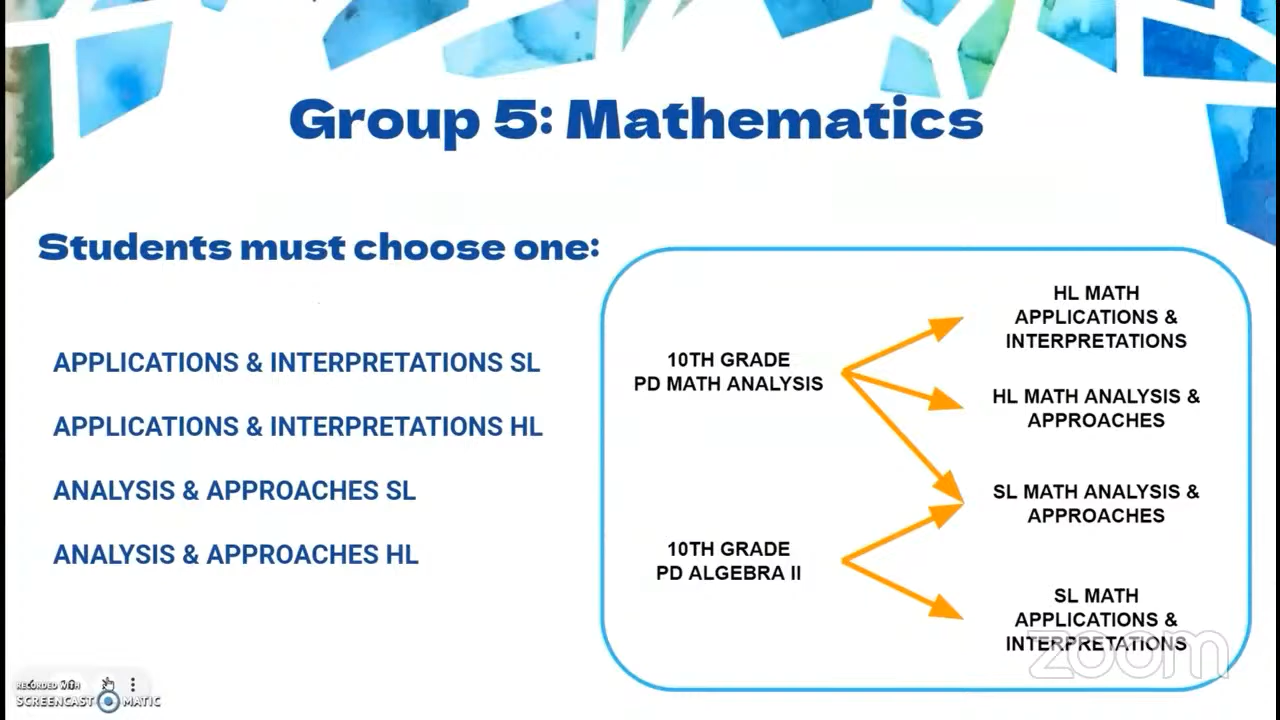 Group 5: Mathematics
Students must choose one:
APPLICATIONS & INTERPRETATIONS SL
APPLICATIONS & INTERPRETATIONS HL
ANALYSIS & APPROACHES SL
ANALYSIS & APPROACHES HL
10TH GRADE
PD MATH ANALYSIS
10TH GRADE
PD ALGEBRA II
HL MATH
APPLICATIONS &
INTERPRETATIONS
HL MATH ANALYSIS &
APPROACHES
SL MATH ANALYSIS &
APPROACHES
SL MATH
APPLICATIONS &
INTERPRETATIONS
zoom
RECORDED WITH
SCREENCAST MATIC